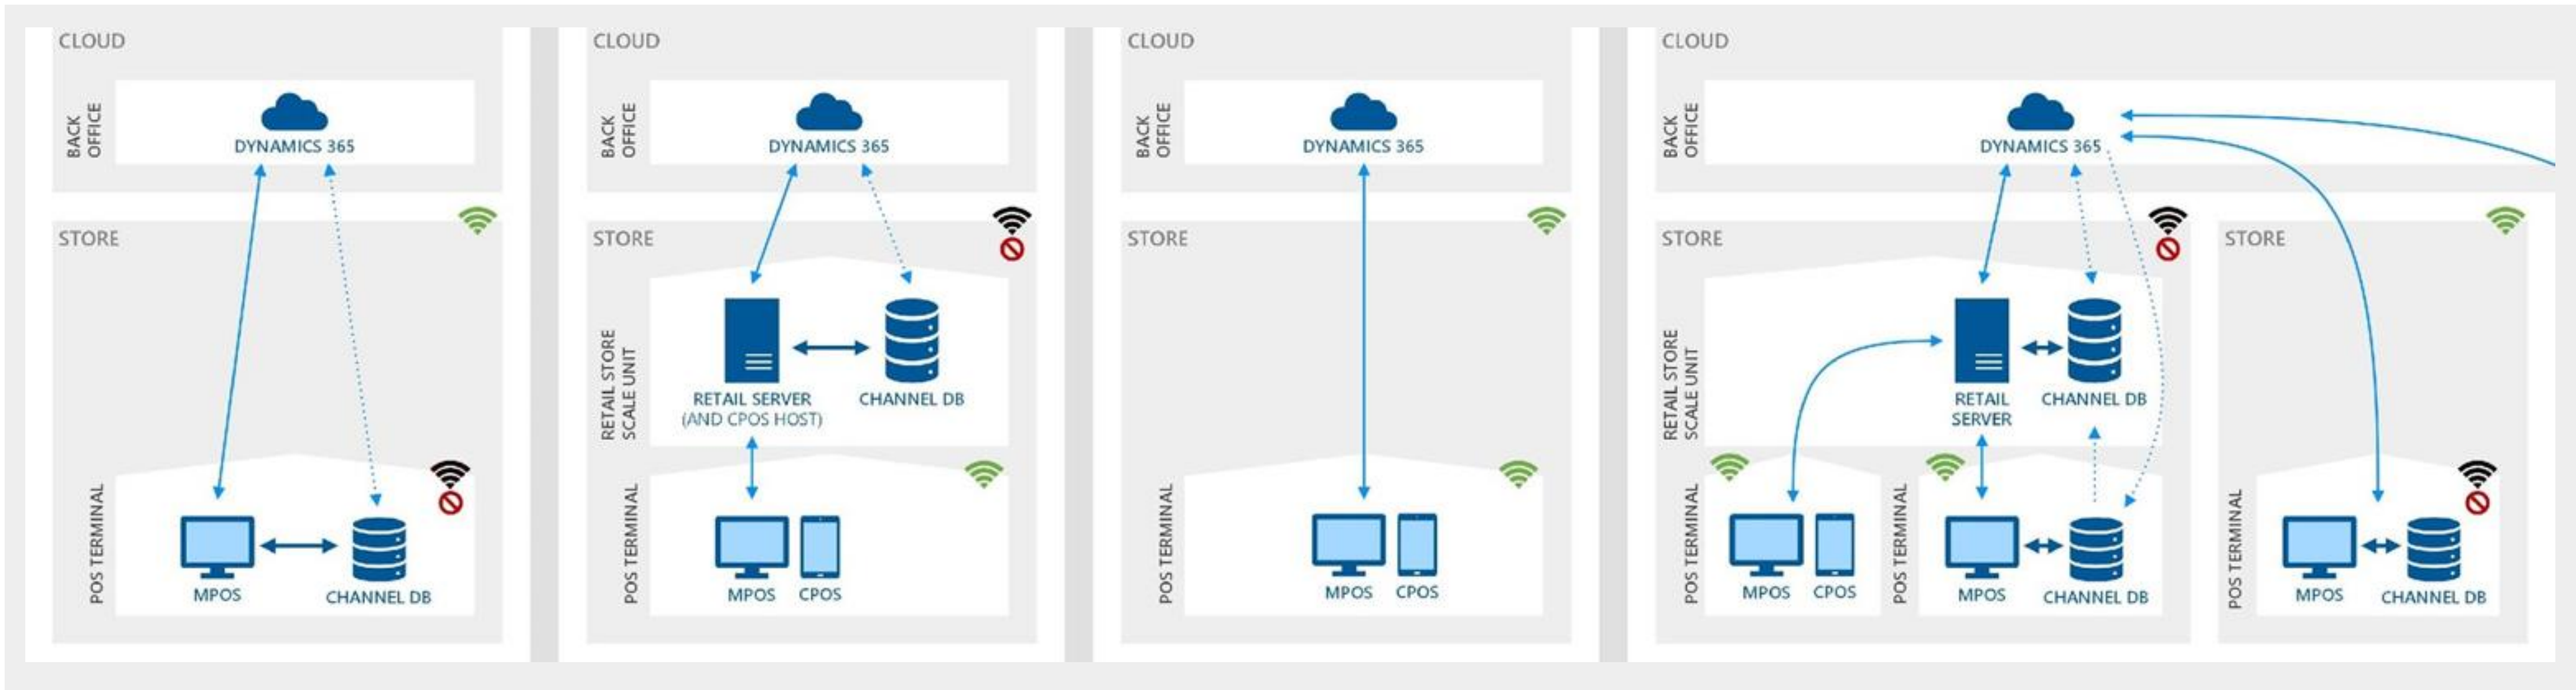 CLOUD
BACK
OFFICE
DYNAMICS 365
STORE
POS TERMINAL
MPOS
CHANNEL DB
CLOUD
BACK
OFFICE
DYNAMICS 365
STORE
RETAIL STORE
SCALE UNIT
RETAIL SERVER
(AND CPOS HOST)
CHANNEL DB
POS TERMINAL
MPOS
CPOS
CLOUD
BACK
OFFICE
DYNAMICS 365
STORE
POS TERMINAL
MPOS
CPOS
CLOUD
BACK
OFFICE
DYNAMICS 365
STORE
RETAIL STORE
SCALE UNIT
RETAIL
SERVER
CHANNEL DB
POS TERMINAL
MPOS
CPOS
POS TERMINAL
MPOS
CHANNEL DB
STORE
POS TERMINAL
MPOS
CHANNEL DB